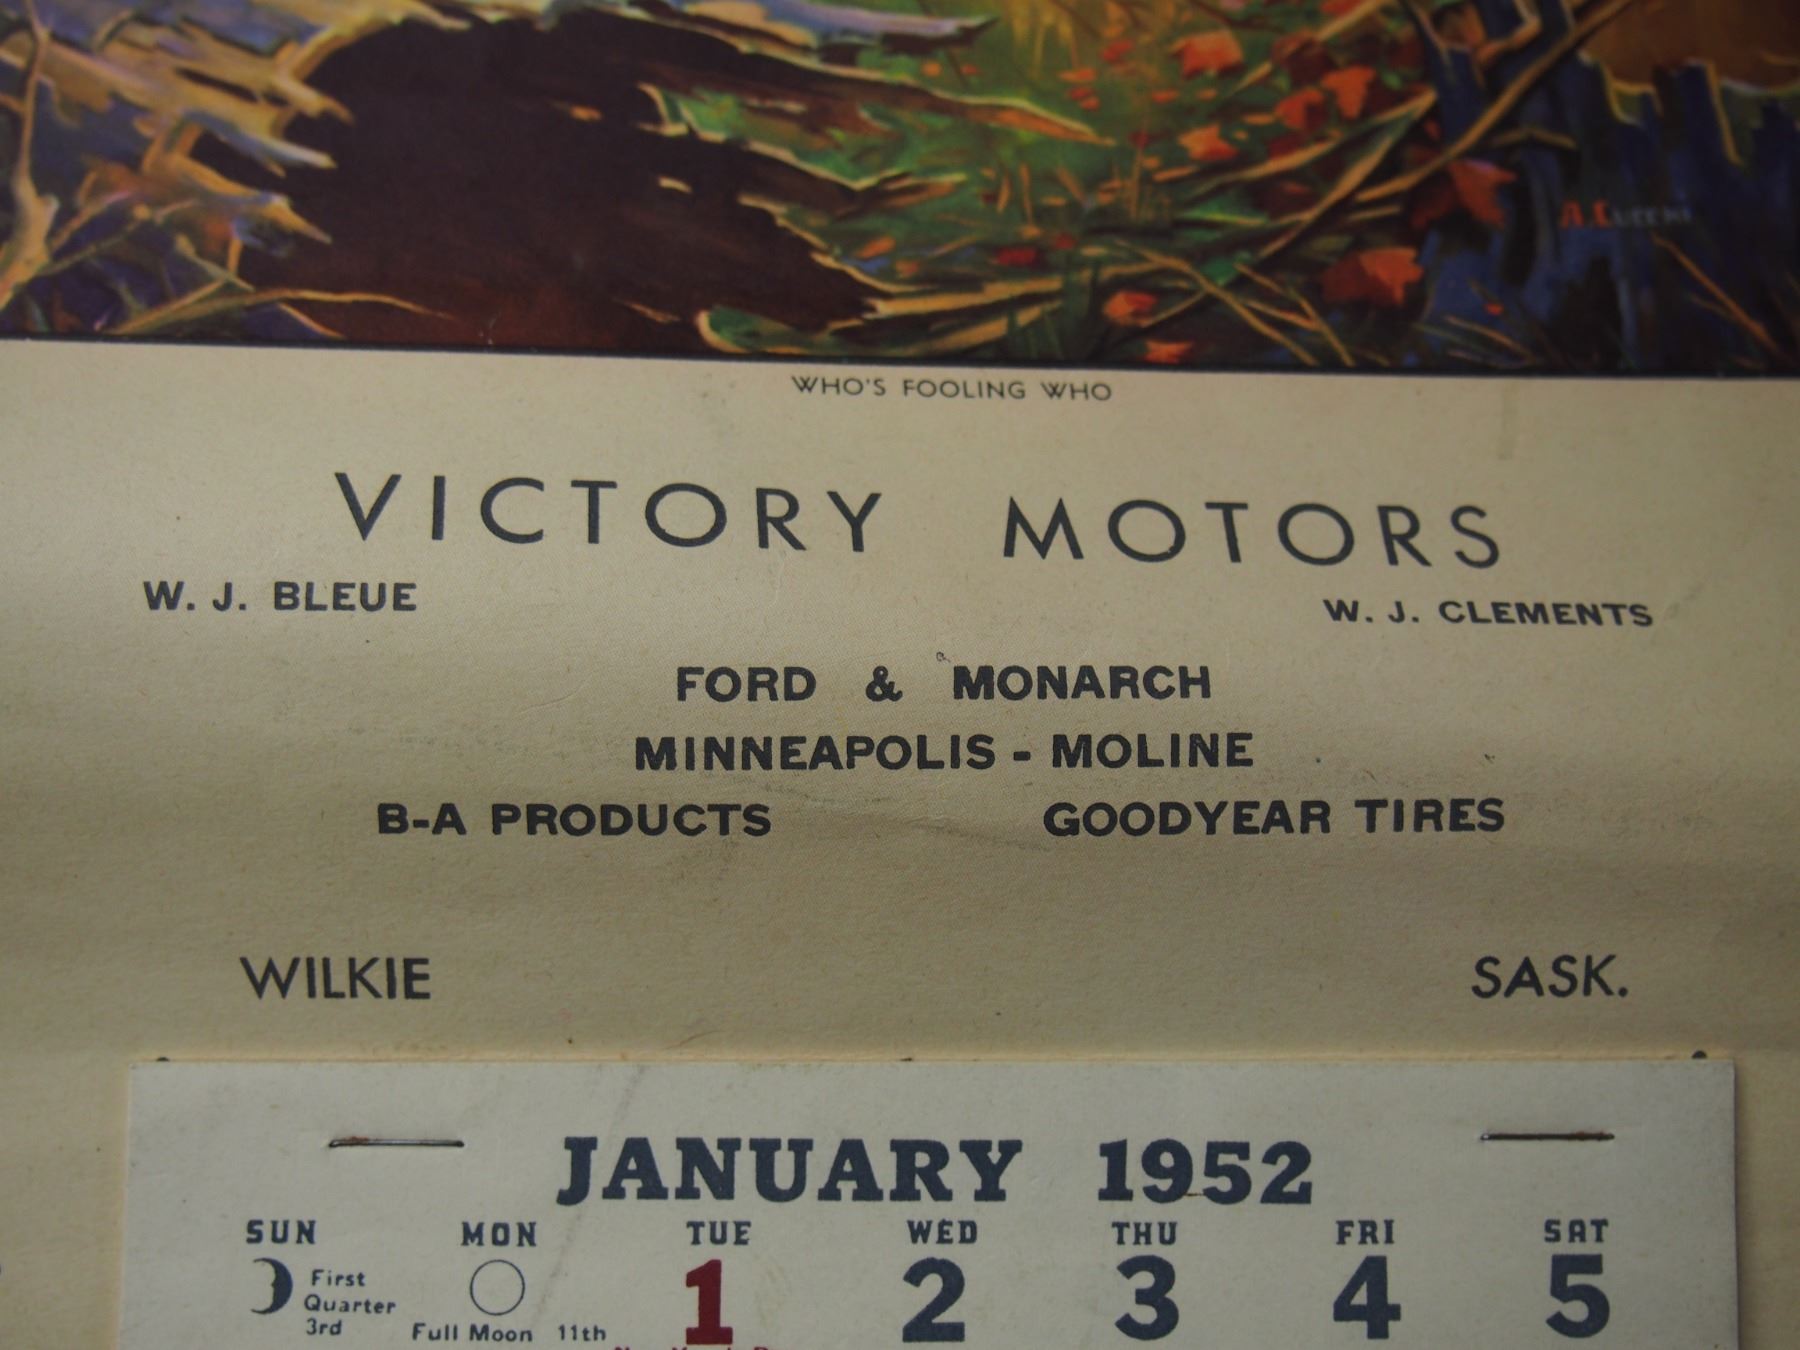 A. Lucchi
WHO'S FOOLING WHO
VICTORY MOTORS
W. J. BLEUE W. J. CLEMENTS
FORD & MONARCH
MINNEAPOLIS - MOLINE
B-A PRODUCTS GOODYEAR TIRES
WILKIE SASK.
JANUARY 1952
SUN MON TUE WED THU FRI SAT
First Quarter 3rd
Full Moon 11th
1 2 3 4 5